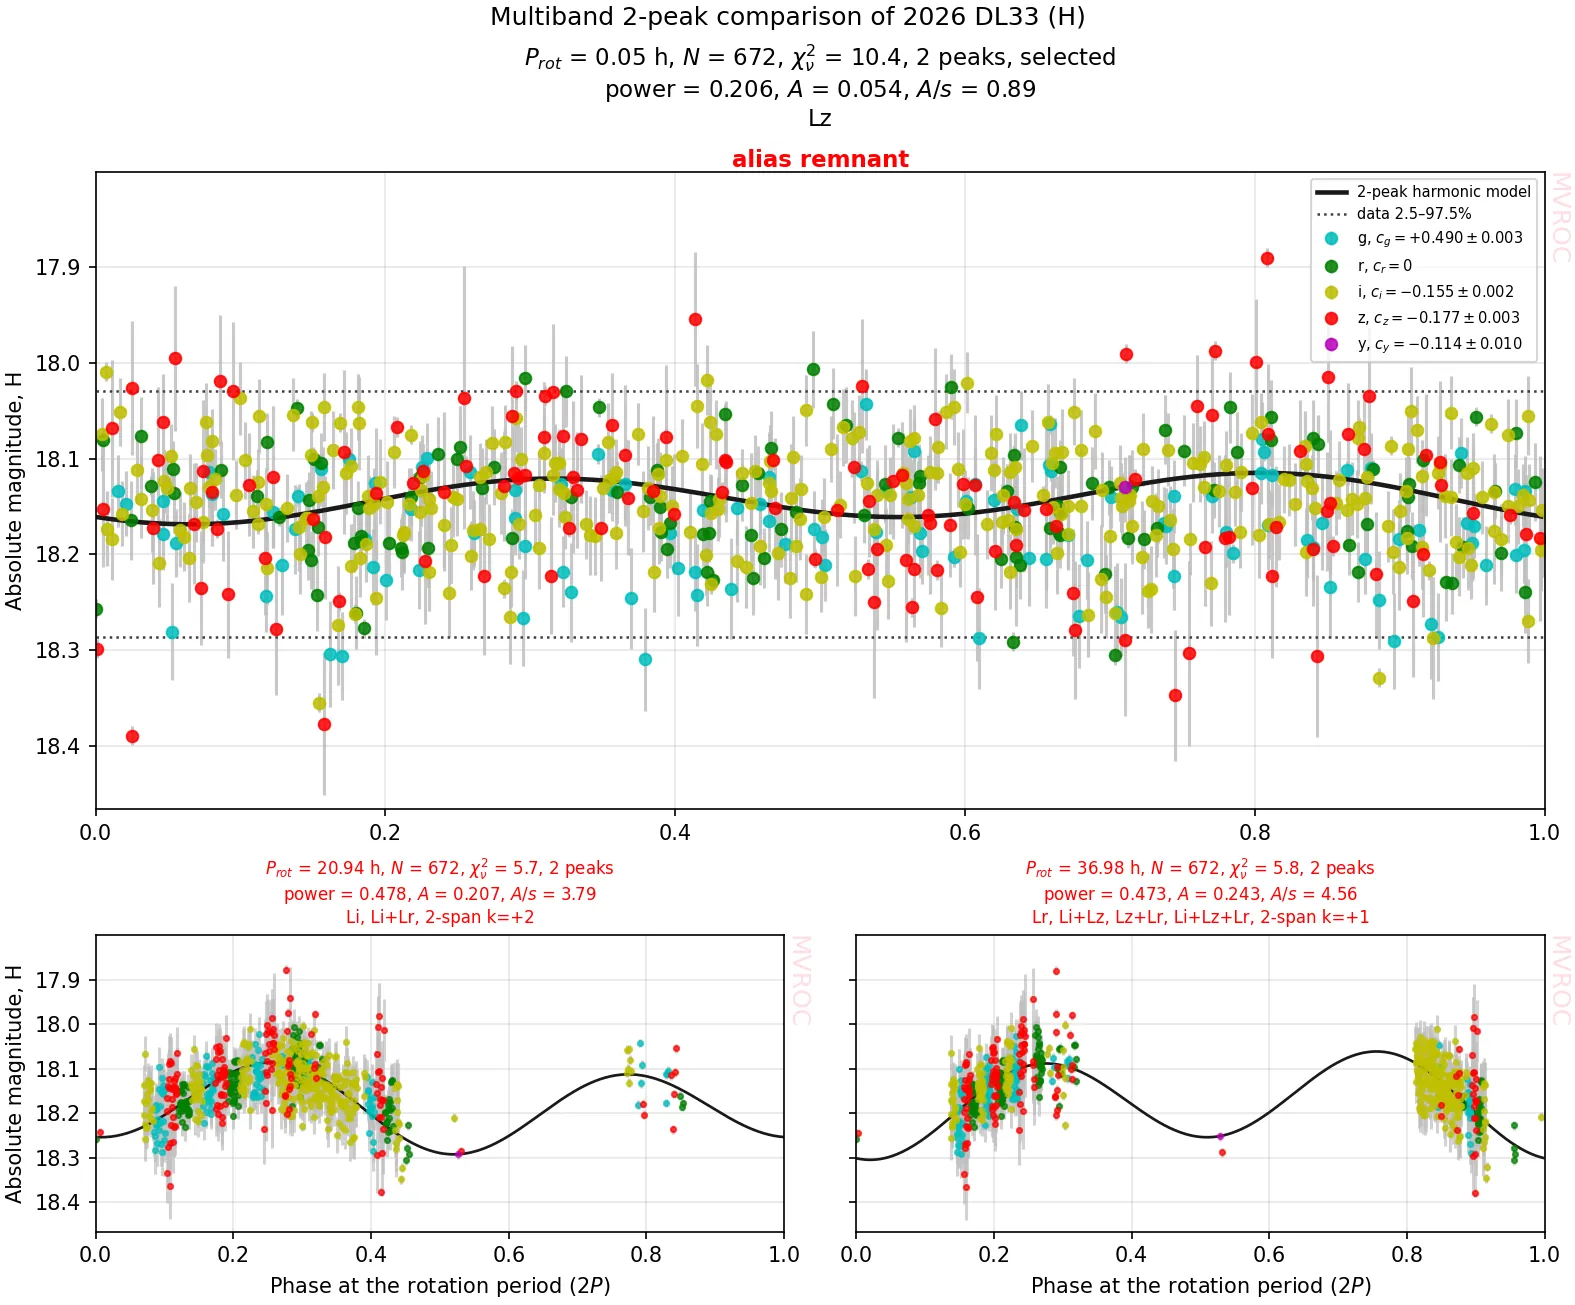 Multiband 2-peak comparison of 2026 DL33 (H)
P_rot = 0.05 h, N = 672, χ²_ν = 10.4, 2 peaks, selected
power = 0.206, A = 0.054, A/s = 0.89
Lz
alias remnant
MVROC
2-peak harmonic model
data 2.5–97.5%
g, c_g = +0.490 ± 0.003
r, c_r = 0
i, c_i = −0.155 ± 0.002
z, c_z = −0.177 ± 0.003
y, c_y = −0.114 ± 0.010
Absolute magnitude, H
17.9
18.0
18.1
18.2
18.3
18.4
0.0 0.2 0.4 0.6 0.8 1.0
P_rot = 20.94 h, N = 672, χ²_ν = 5.7, 2 peaks
power = 0.478, A = 0.207, A/s = 3.79
Li, Li+Lr, 2-span k=+2
MVROC
Absolute magnitude, H
17.9
18.0
18.1
18.2
18.3
18.4
0.0 0.2 0.4 0.6 0.8 1.0
Phase at the rotation period (2P)
P_rot = 36.98 h, N = 672, χ²_ν = 5.8, 2 peaks
power = 0.473, A = 0.243, A/s = 4.56
Lr, Li+Lz, Lz+Lr, Li+Lz+Lr, 2-span k=+1
MVROC
0.0 0.2 0.4 0.6 0.8 1.0
Phase at the rotation period (2P)